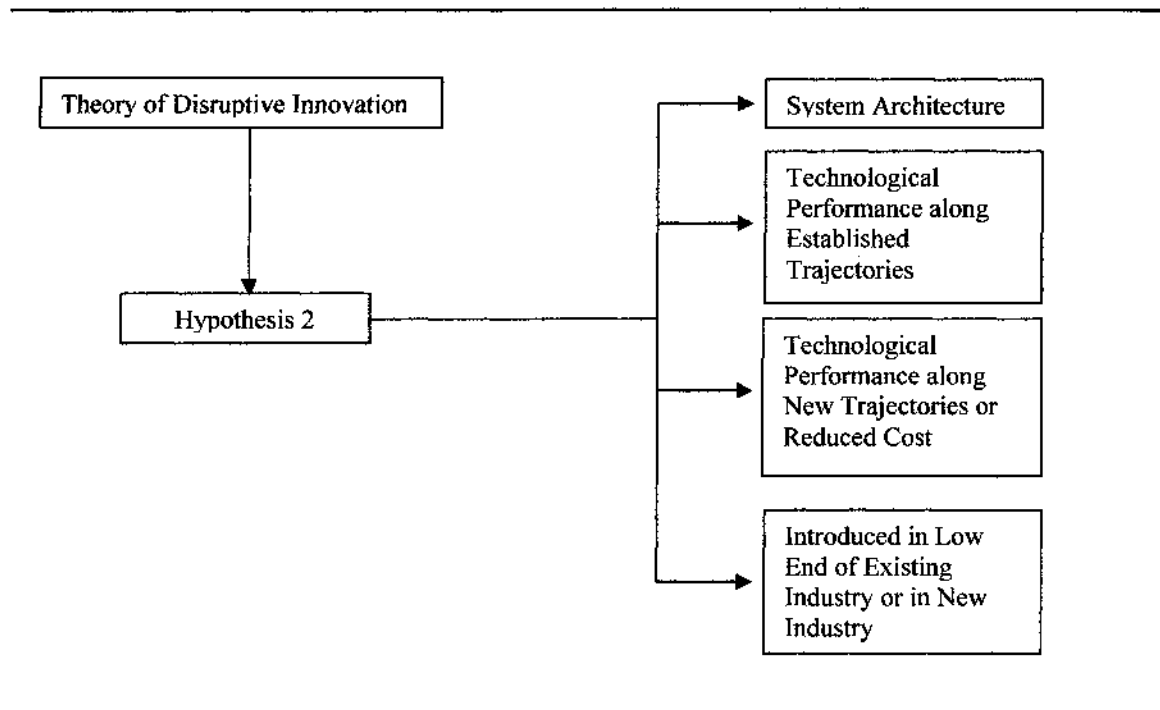 Theory of Disruptive Innovation
Hypothesis 2
System Architecture
Technological
Performance along
Established
Trajectories
Technological
Performance along
New Trajectories or
Reduced Cost
Introduced in Low
End of Existing
Industry or in New
Industry